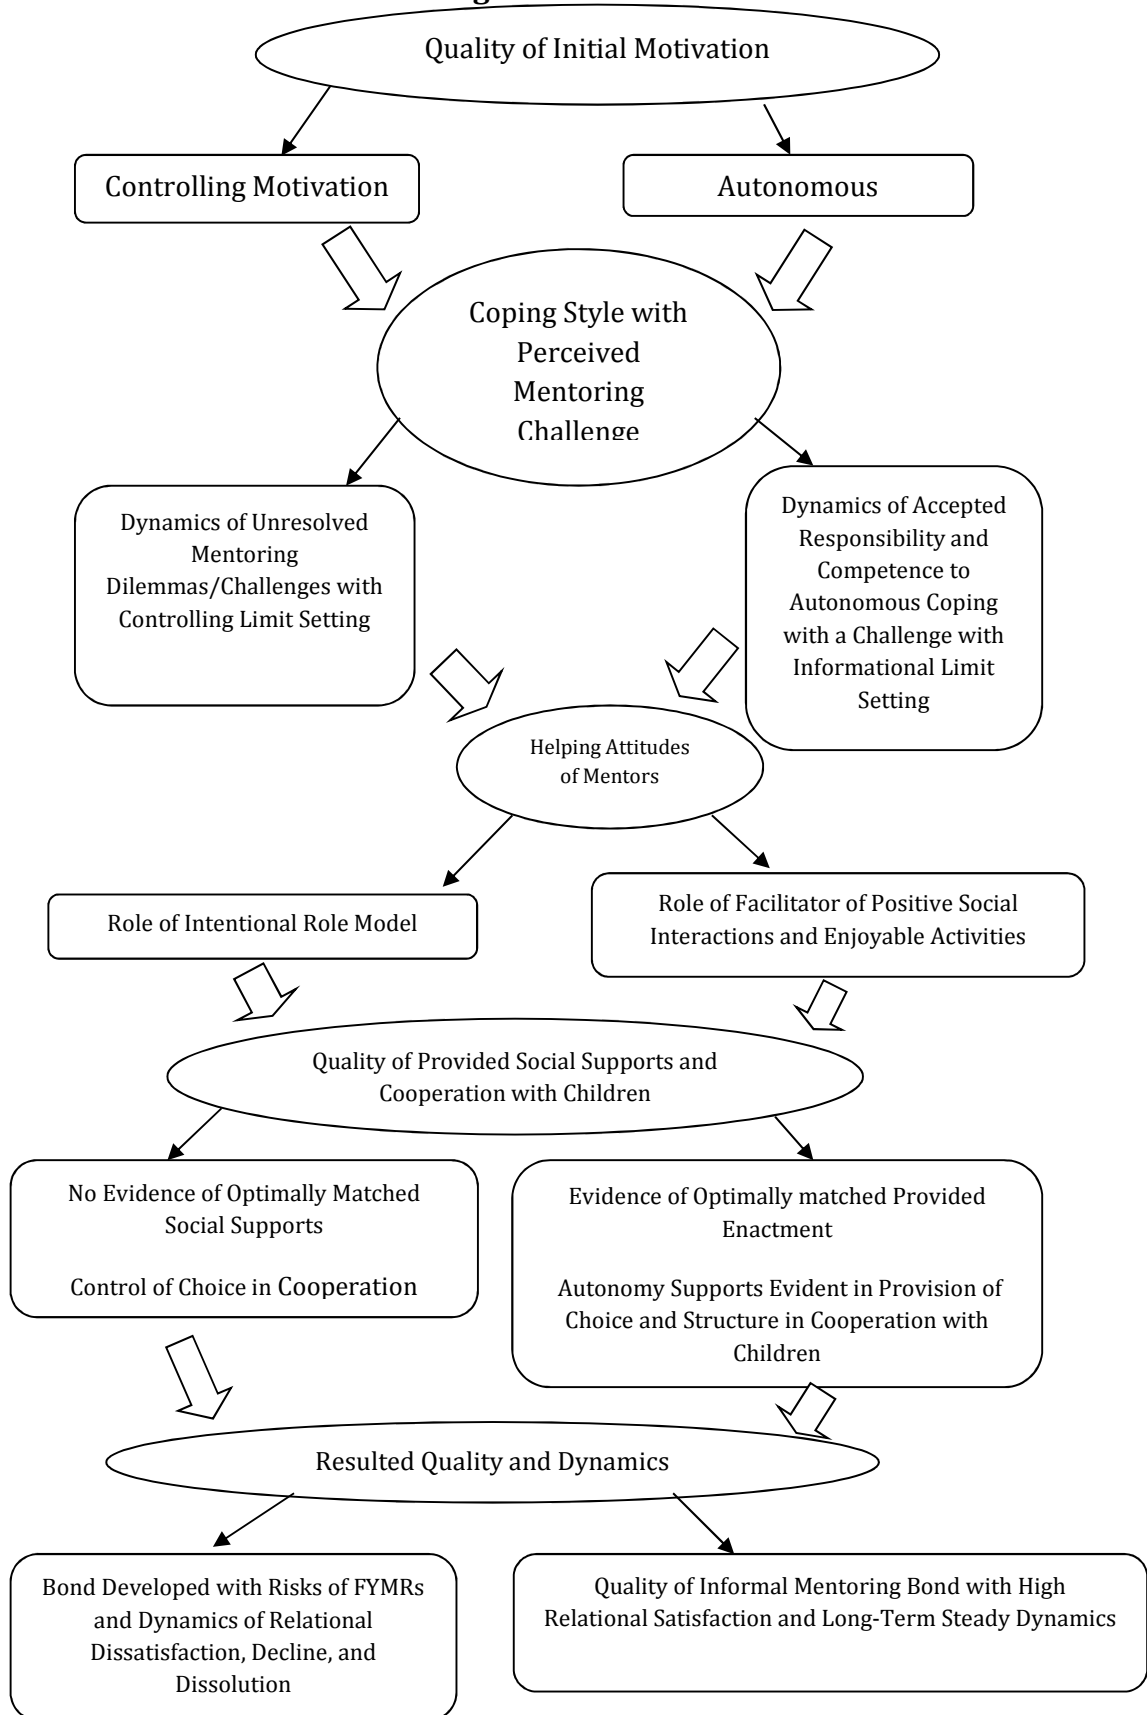 Quality of Initial Motivation
Controlling Motivation
Autonomous
Coping Style with
Perceived
Mentoring
Challenge
Dynamics of Unresolved
Mentoring
Dilemmas/Challenges with
Controlling Limit Setting
Dynamics of Accepted
Responsibility and
Competence to
Autonomous Coping
with a Challenge with
Informational Limit
Setting
Helping Attitudes
of Mentors
Role of Intentional Role Model
Role of Facilitator of Positive Social
Interactions and Enjoyable Activities
Quality of Provided Social Supports and
Cooperation with Children
No Evidence of Optimally Matched
Social Supports
Control of Choice in Cooperation
Evidence of Optimally matched Provided
Enactment
Autonomy Supports Evident in Provision of
Choice and Structure in Cooperation with
Children
Resulted Quality and Dynamics
Bond Developed with Risks of FYMRs
and Dynamics of Relational
Dissatisfaction, Decline, and
Dissolution
Quality of Informal Mentoring Bond with High
Relational Satisfaction and Long-Term Steady Dynamics